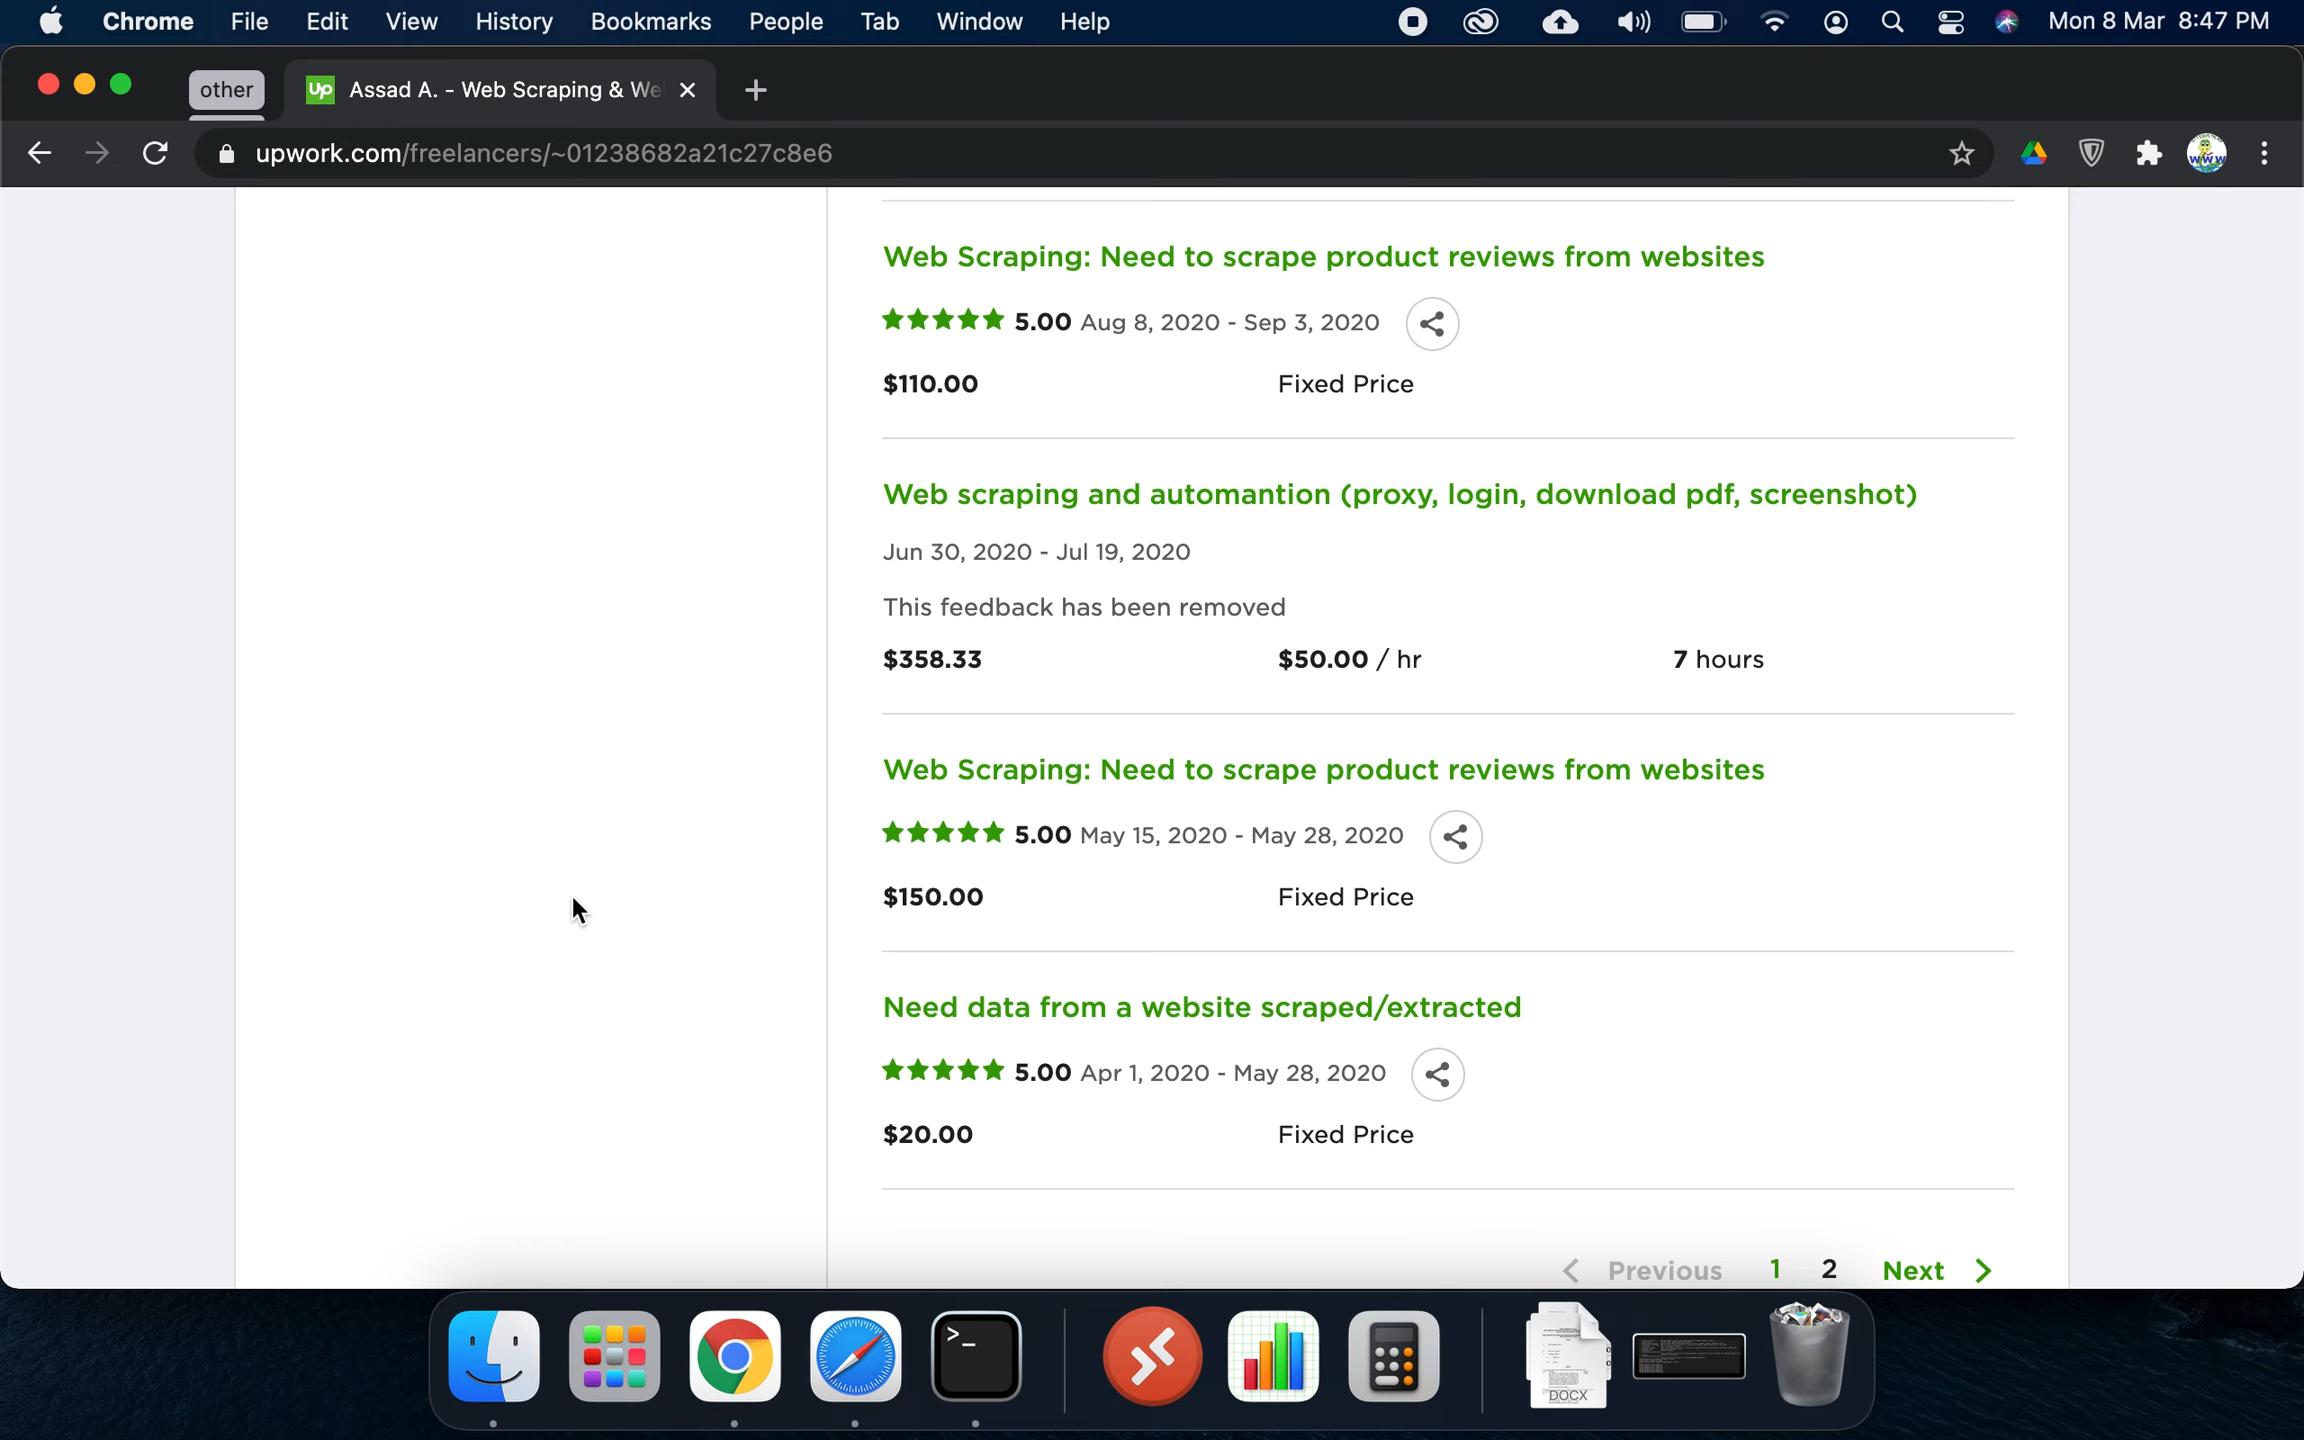 Chrome File Edit View History Bookmarks People Tab Window Help Mon 8 Mar 8:47 PM
other Up Assad A. - Web Scraping & We
upwork.com/freelancers/~01238682a21c27c8e6
Web Scraping: Need to scrape product reviews from websites
5.00 Aug 8, 2020 - Sep 3, 2020
$110.00 Fixed Price
Web scraping and automantion (proxy, login, download pdf, screenshot)
Jun 30, 2020 - Jul 19, 2020
This feedback has been removed
$358.33 $50.00 / hr 7 hours
Web Scraping: Need to scrape product reviews from websites
5.00 May 15, 2020 - May 28, 2020
$150.00 Fixed Price
Need data from a website scraped/extracted
5.00 Apr 1, 2020 - May 28, 2020
$20.00 Fixed Price
Previous 1 2 Next
DOCX